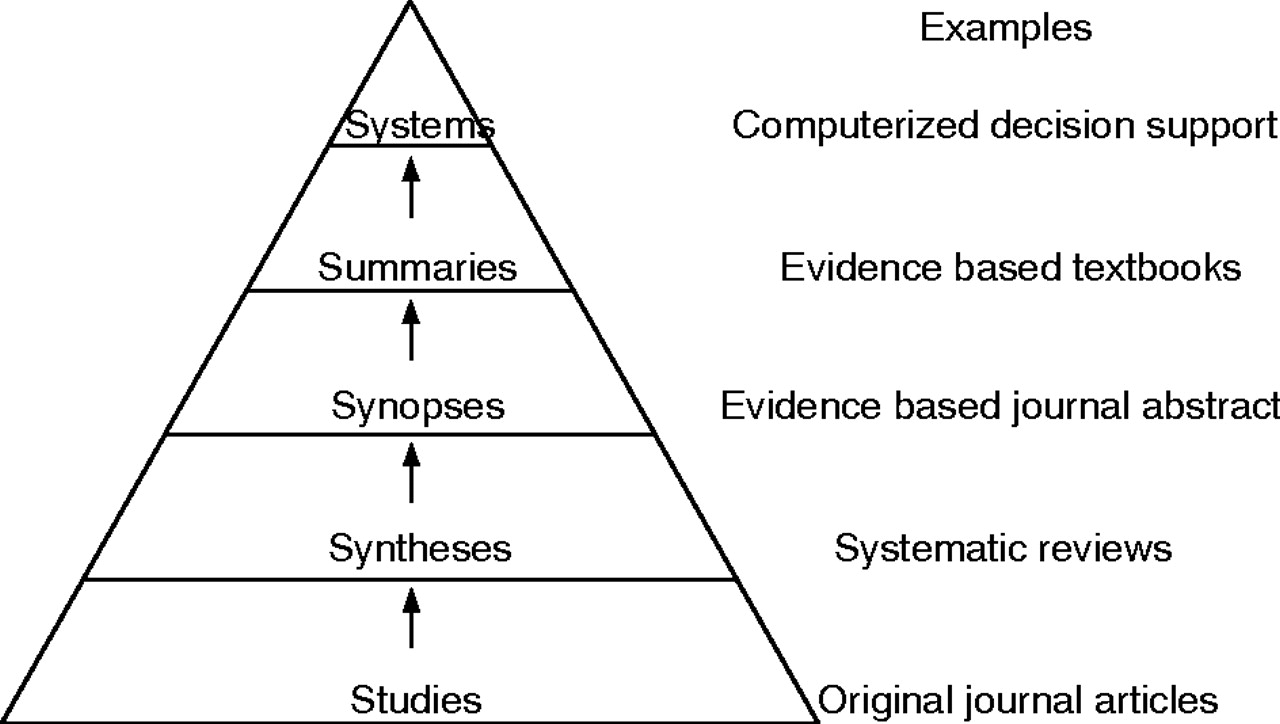 Examples
Systems Computerized decision support
Summaries Evidence based textbooks
Synopses Evidence based journal abstract
Syntheses Systematic reviews
Studies Original journal articles